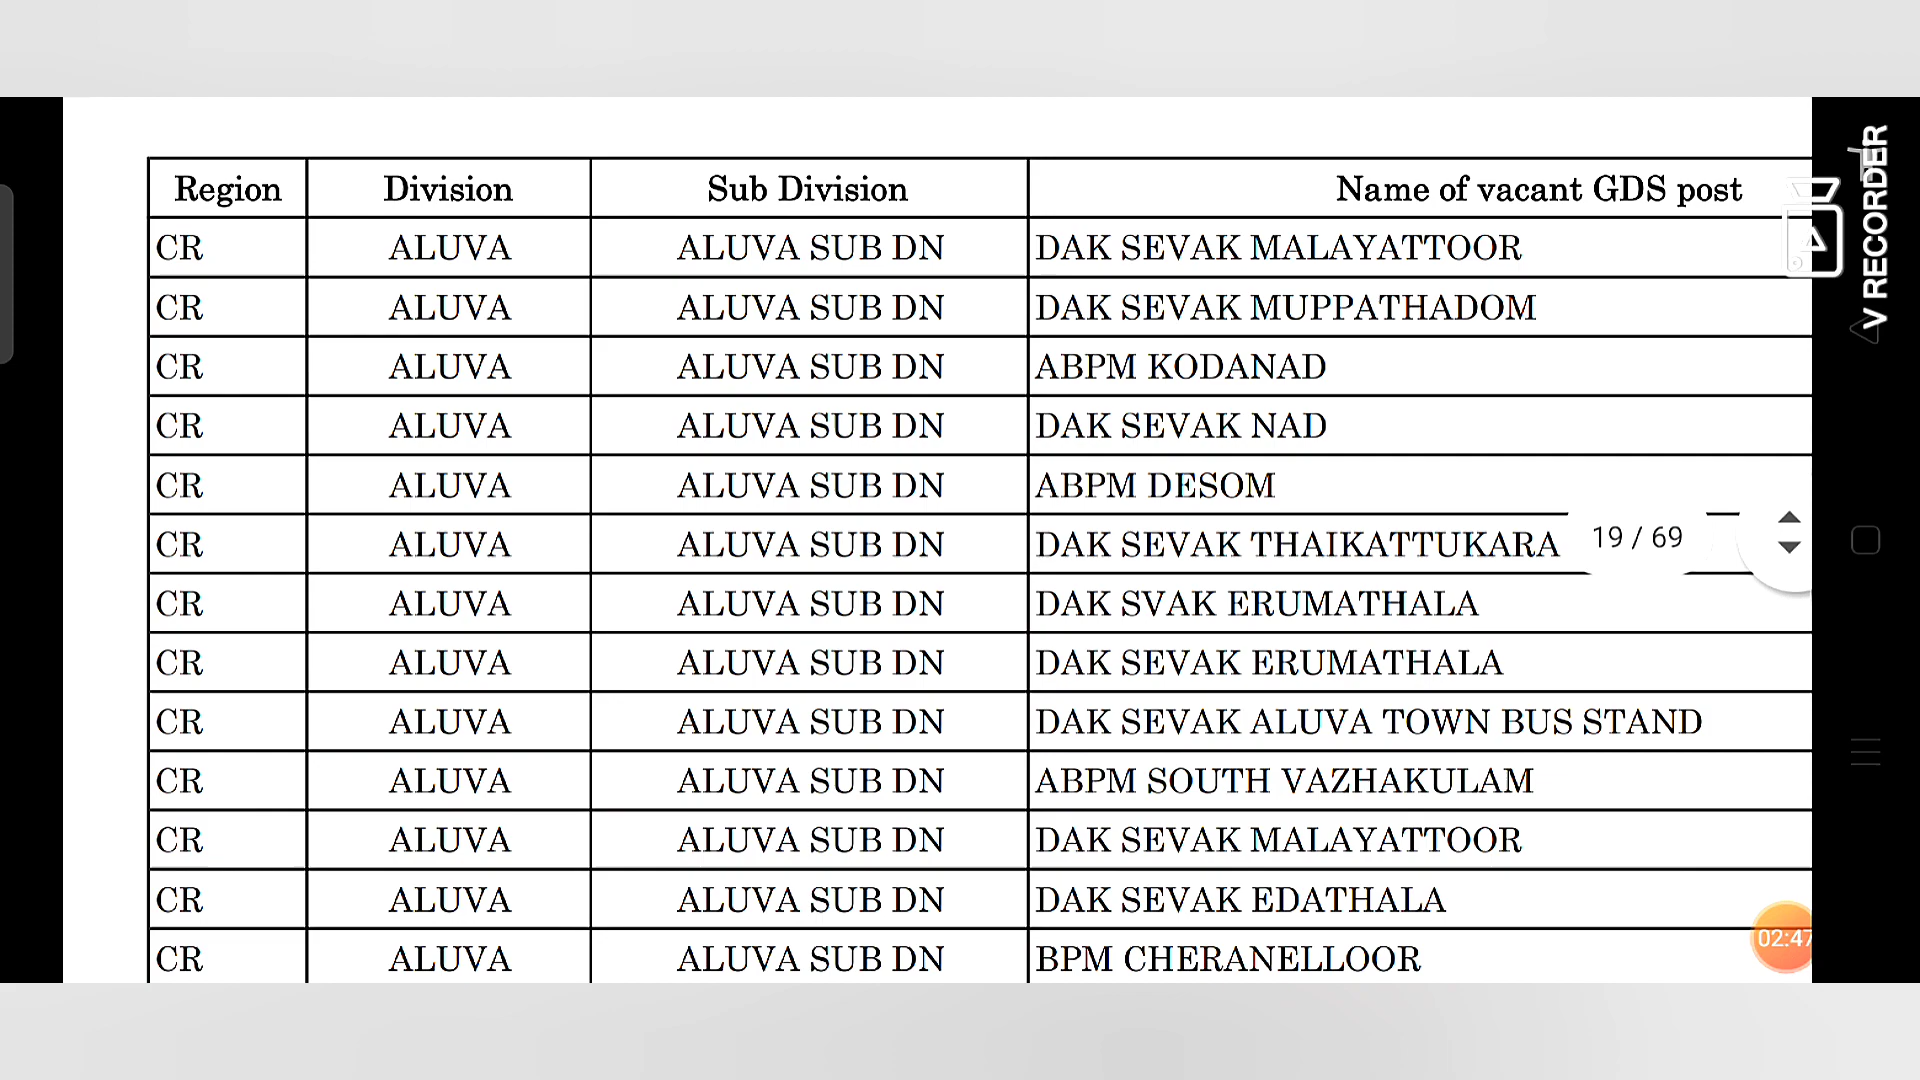 Region Division Sub Division Name of vacant GDS post
CR ALUVA ALUVA SUB DN DAK SEVAK MALAYATTOOR
CR ALUVA ALUVA SUB DN DAK SEVAK MUPPATHADOM
CR ALUVA ALUVA SUB DN ABPM KODANAD
CR ALUVA ALUVA SUB DN DAK SEVAK NAD
CR ALUVA ALUVA SUB DN ABPM DESOM
CR ALUVA ALUVA SUB DN DAK SEVAK THAIKATTUKARA
19 / 69
CR ALUVA ALUVA SUB DN DAK SVAK ERUMATHALA
CR ALUVA ALUVA SUB DN DAK SEVAK ERUMATHALA
CR ALUVA ALUVA SUB DN DAK SEVAK ALUVA TOWN BUS STAND
CR ALUVA ALUVA SUB DN ABPM SOUTH VAZHAKULAM
CR ALUVA ALUVA SUB DN DAK SEVAK MALAYATTOOR
CR ALUVA ALUVA SUB DN DAK SEVAK EDATHALA
CR ALUVA ALUVA SUB DN BPM CHERANELLOOR
02:47
V RECORDER